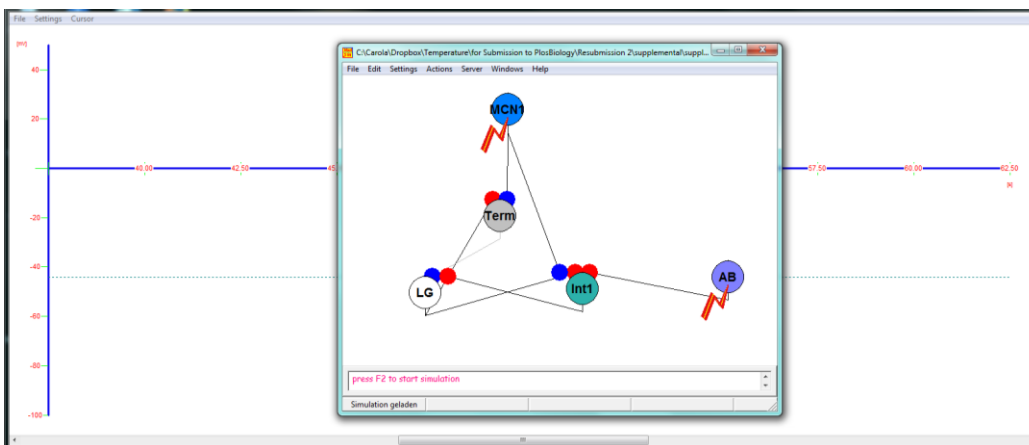 File Settings Cursor
[mV]
40
20
-20
-40
-60
-80
-100
40.00 42.50 57.50 60.00 62.50
C:\Carola\Dropbox\Temperature\for Submission to PlosBiology\Resubmission 2\supplemental\suppl...
File Edit Settings Actions Server Windows Help
MCN1
Term
LG
Int1
AB
press F2 to start simulation
Simulation geladen